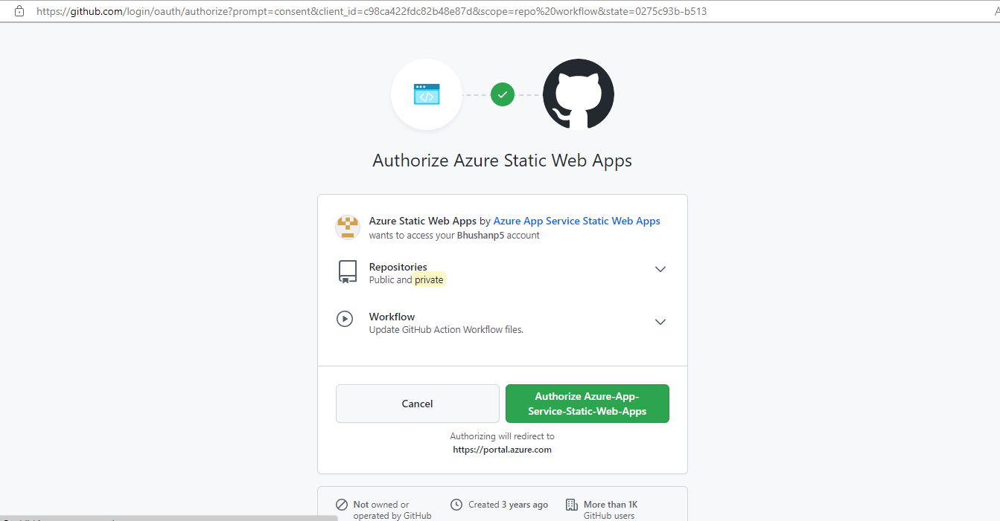 https://github.com/login/oauth/authorize?prompt=consent&client_id=c98ca422fdc82b48e87d&scope=repo%20workflow&state=0275c93b-b513
Authorize Azure Static Web Apps
Azure Static Web Apps by Azure App Service Static Web Apps
wants to access your Bhushanp5 account
Repositories
Public and private
Workflow
Update GitHub Action Workflow files.
Cancel
Authorize Azure-App-
Service-Static-Web-Apps
Authorizing will redirect to
https://portal.azure.com
Not owned or
operated by GitHub
Created 3 years ago
More than 1K
GitHub users